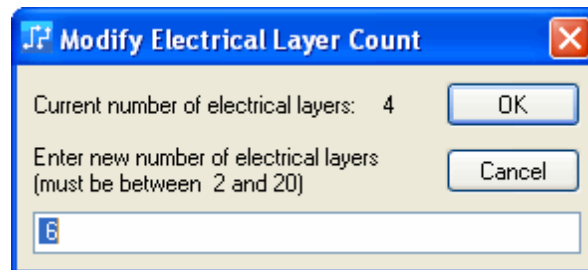 Modify Electrical Layer Count
Current number of electrical layers: 4
OK
Enter new number of electrical layers
(must be between 2 and 20)
Cancel
6